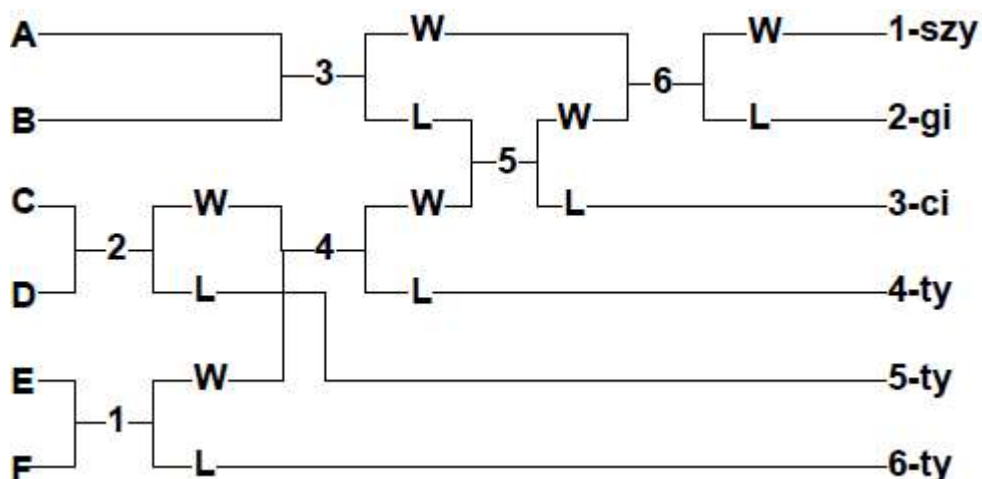 A W W 1-szy
3 6
B L W L 2-gi
5
C W W L 3-ci
2 4
D L L 4-ty
E W 5-ty
1
F L 6-ty